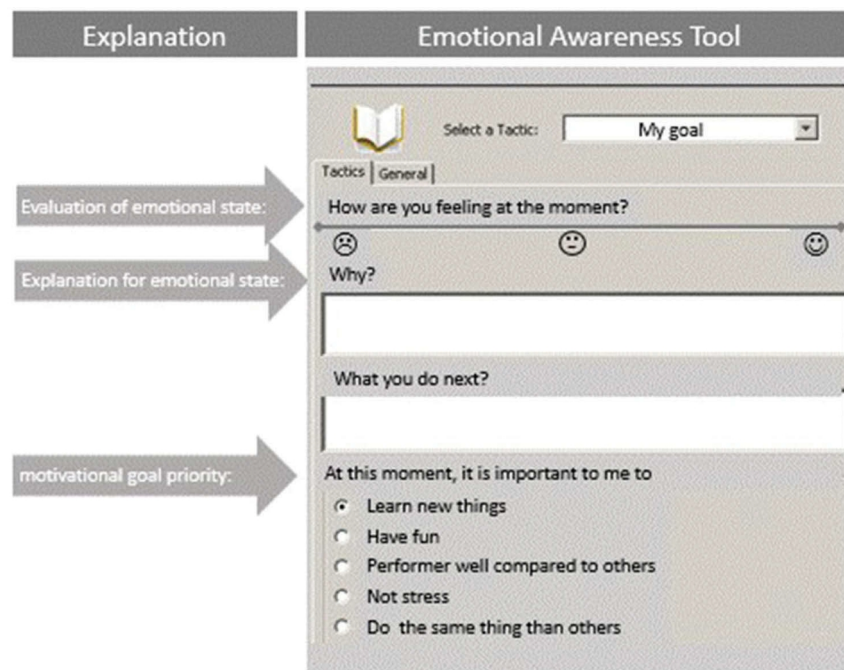 Explanation
Emotional Awareness Tool
Select a Tactic:
My goal
Tactics
General
Evaluation of emotional state:
How are you feeling at the moment?
Explanation for emotional state:
Why?
What you do next?
motivational goal priority:
At this moment, it is important to me to
Learn new things
Have fun
Performer well compared to others
Not stress
Do the same thing than others